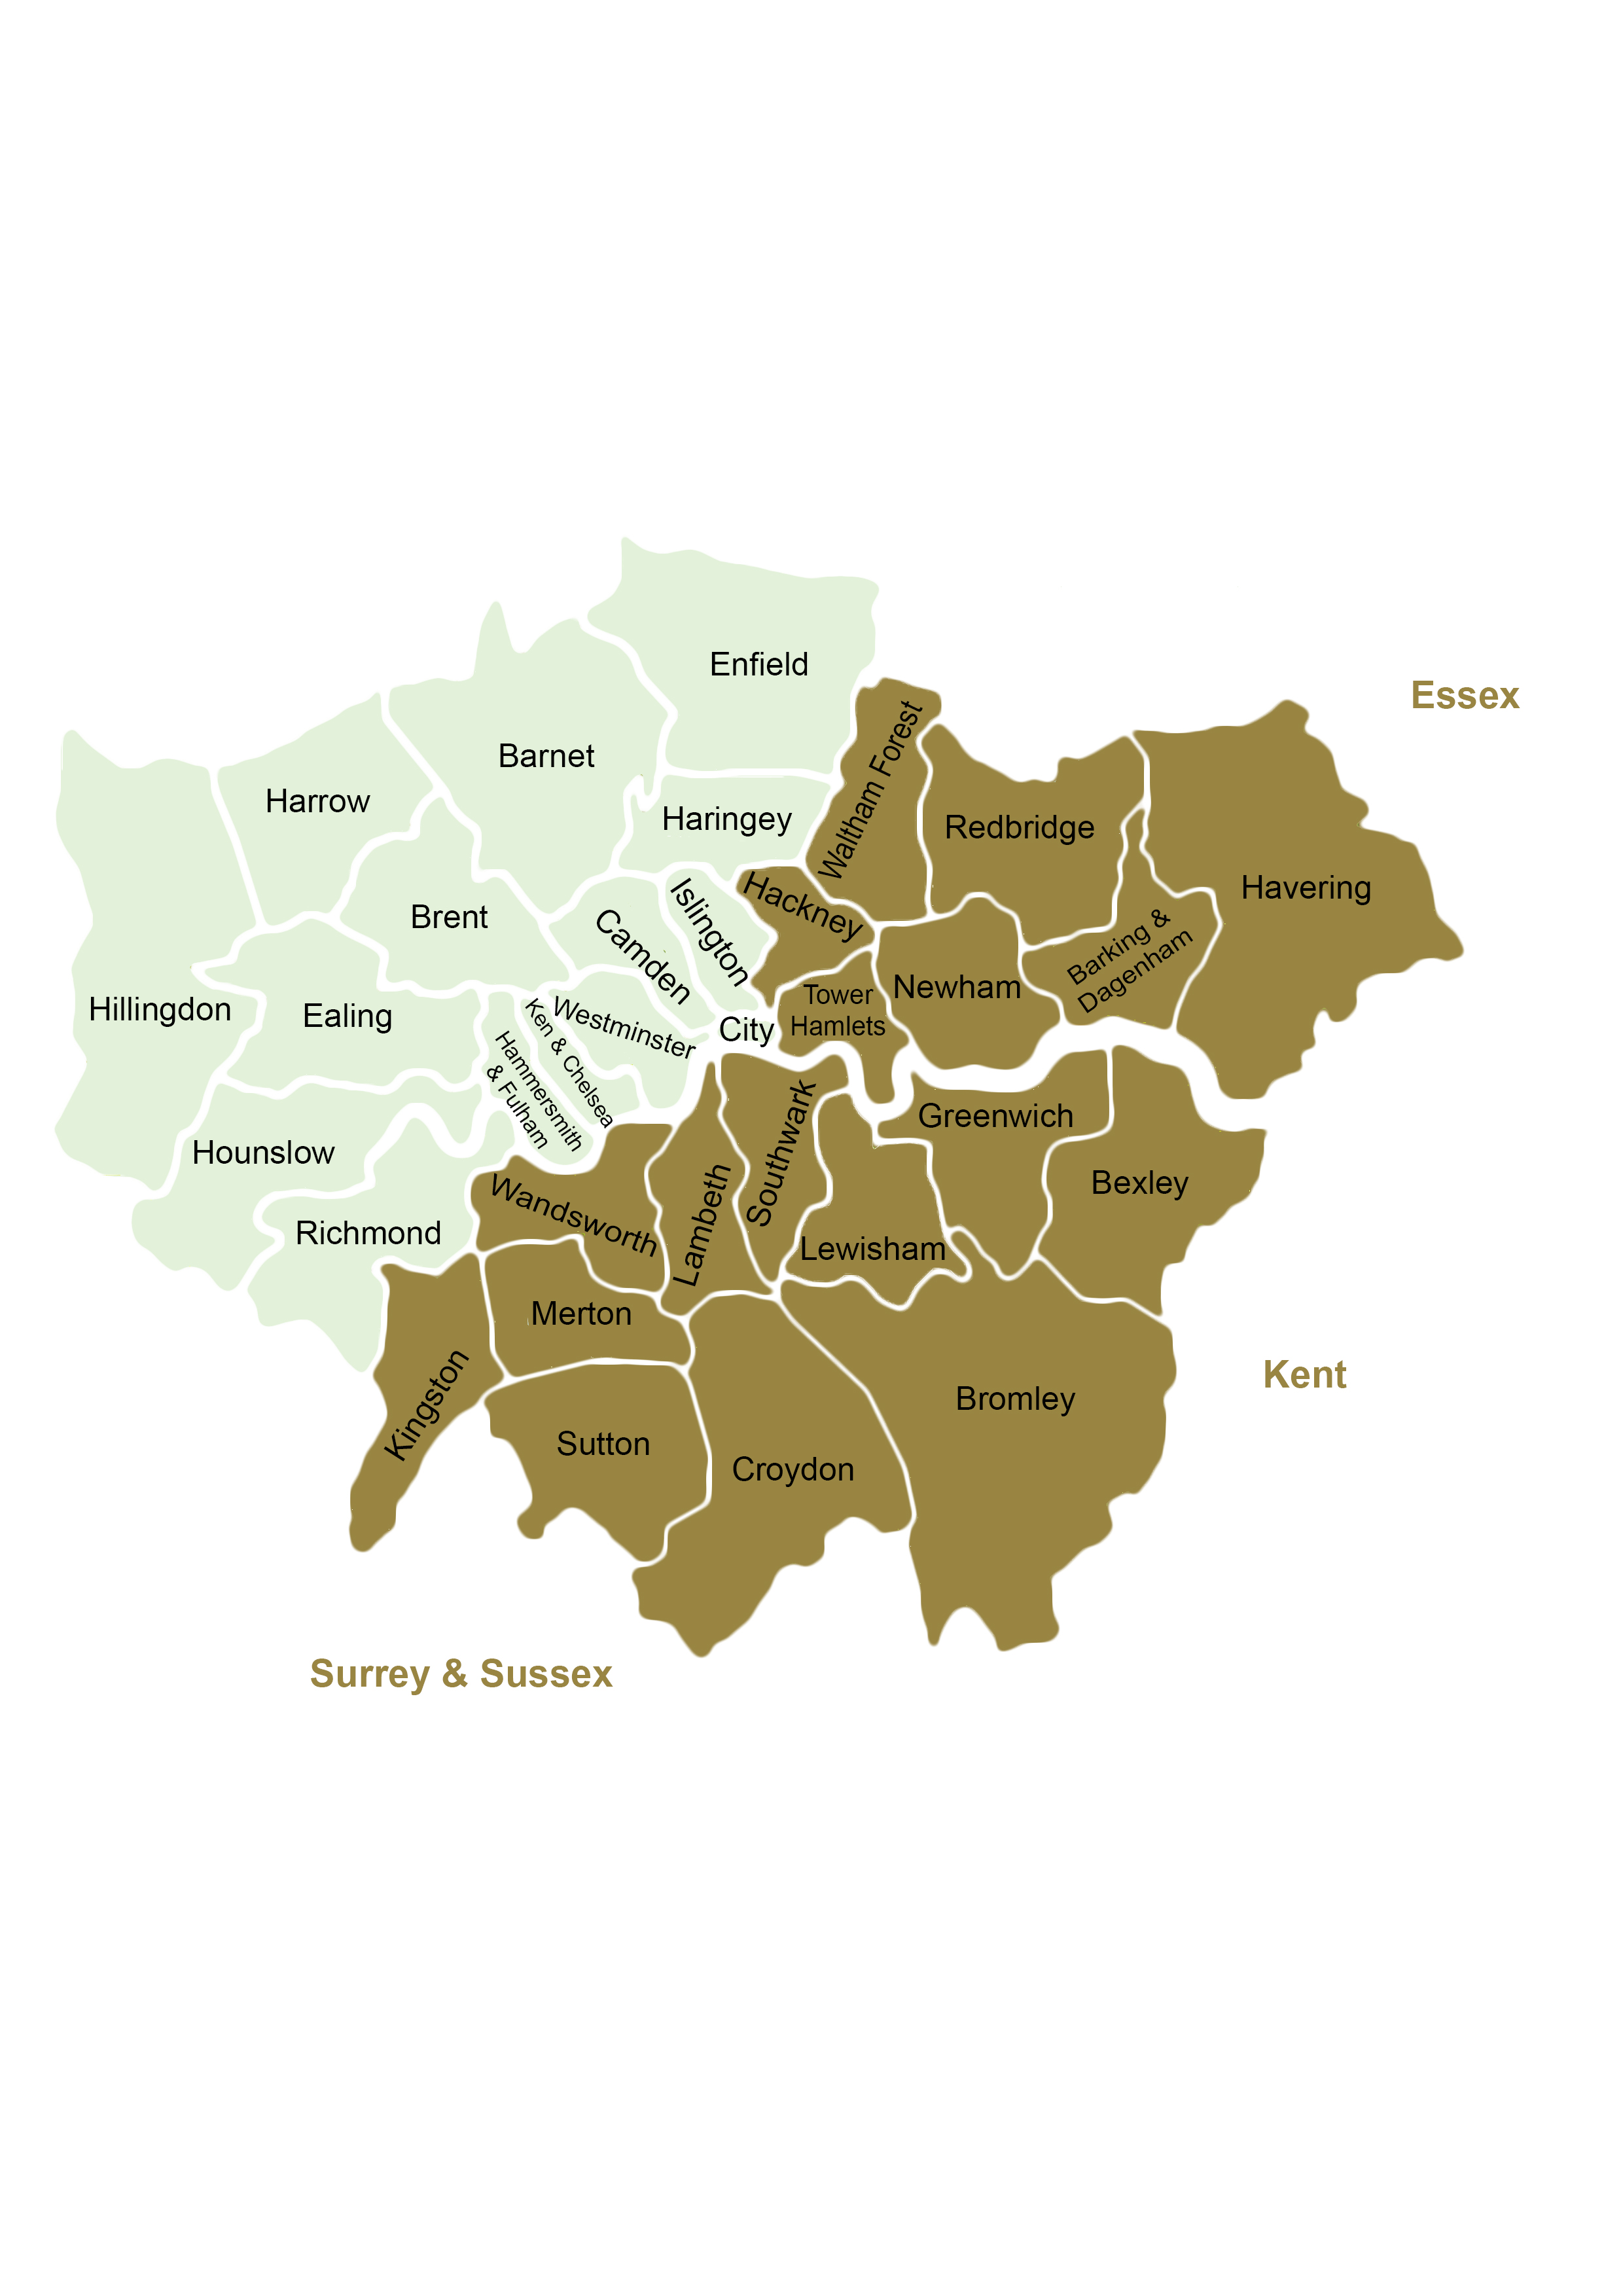 Enfield
Essex
Barnet
Harrow
Haringey
Waltham Forest
Redbridge
Havering
Brent
Camden
Islington
Hackney
Barking &
Dagenham
Hillingdon
Ealing
Newham
Tower
Hamlets
City
Westminster
Ken & Chelsea
Hammersmith
& Fulham
Greenwich
Hounslow
Southwark
Bexley
Richmond
Wandsworth
Lambeth
Lewisham
Merton
Kingston
Kent
Bromley
Sutton
Croydon
Surrey & Sussex